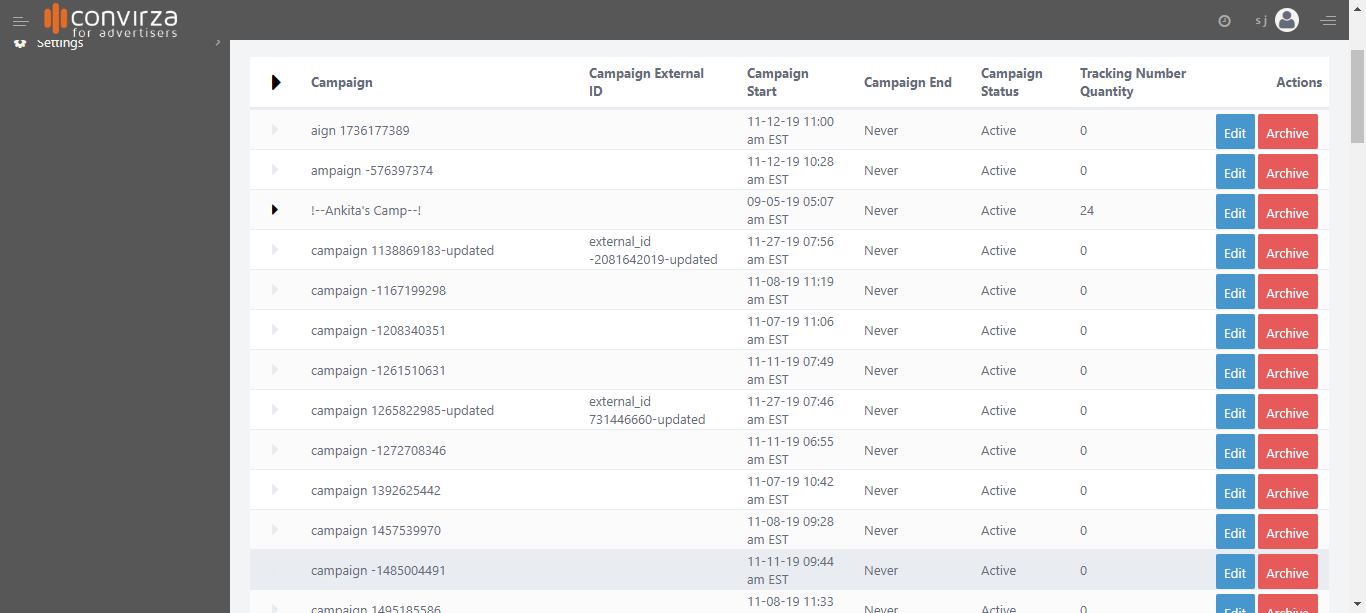 convirza
for advertisers
s j
Settings
Campaign
Campaign External
ID
Campaign
Start
Campaign End
Campaign
Status
Tracking Number
Quantity
Actions
aign 1736177389
11-12-19 11:00
am EST
Never
Active
0
Edit
Archive
ampaign -576397374
11-12-19 10:28
am EST
Never
Active
0
Edit
Archive
!--Ankita's Camp--!
09-05-19 05:07
am EST
Never
Active
24
Edit
Archive
campaign 1138869183-updated
external_id
-2081642019-updated
11-27-19 07:56
am EST
Never
Active
0
Edit
Archive
campaign -1167199298
11-08-19 11:19
am EST
Never
Active
0
Edit
Archive
campaign -1208340351
11-07-19 11:06
am EST
Never
Active
0
Edit
Archive
campaign -1261510631
11-11-19 07:49
am EST
Never
Active
0
Edit
Archive
campaign 1265822985-updated
external_id
731446660-updated
11-27-19 07:46
am EST
Never
Active
0
Edit
Archive
campaign -1272708346
11-11-19 06:55
am EST
Never
Active
0
Edit
Archive
campaign 1392625442
11-07-19 10:42
am EST
Never
Active
0
Edit
Archive
campaign 1457539970
11-08-19 09:28
am EST
Never
Active
0
Edit
Archive
campaign -1485004491
11-11-19 09:44
am EST
Never
Active
0
Edit
Archive
campaign 1495185586
11-08-19 11:33
Never
Active
0
Edit
Archive